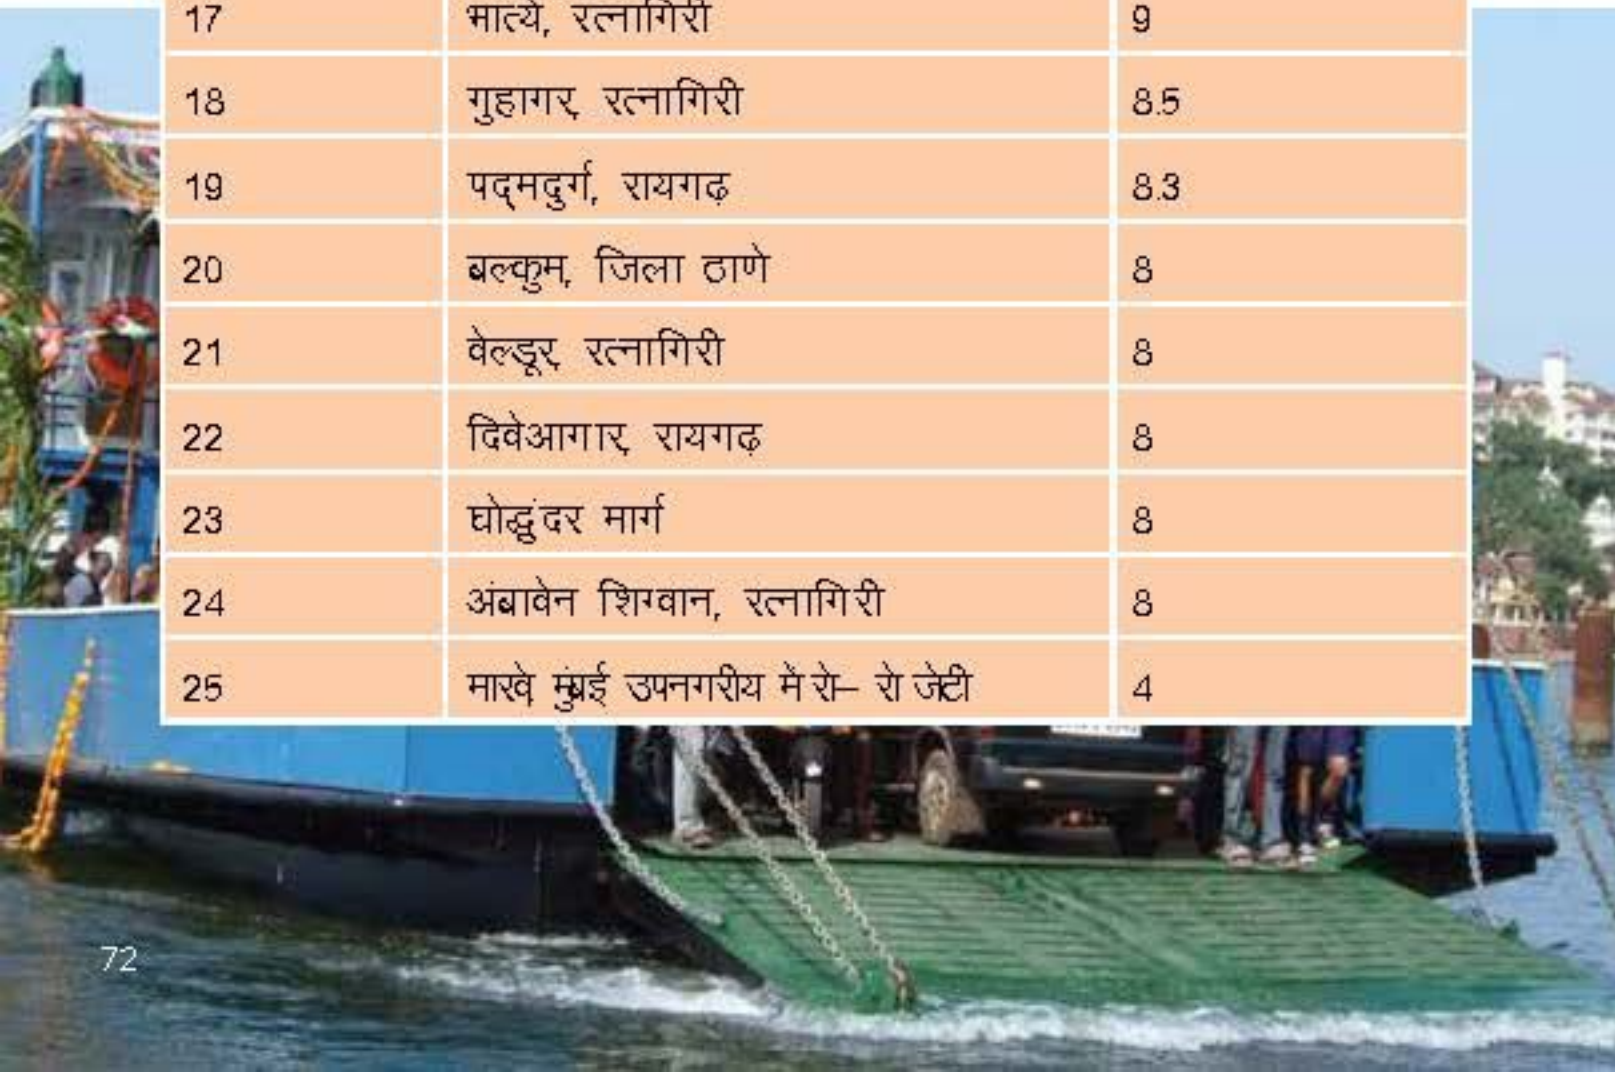 17 भात्ये, रत्नागिरी 9
18 गुहागर, रत्नागिरी 8.5
19 पद्मदुर्ग, रायगढ़ 8.3
20 बल्कुम, जिला ठाणे 8
21 वेल्डूर, रत्नागिरी 8
22 दिवेआगार, रायगढ़ 8
23 घोड्बुंदर मार्ग 8
24 अंबावेन शिग्वान, रत्नागिरी 8
25 मारवे, मुंबई उपनगरीय में रो– रो जेटी 4
72